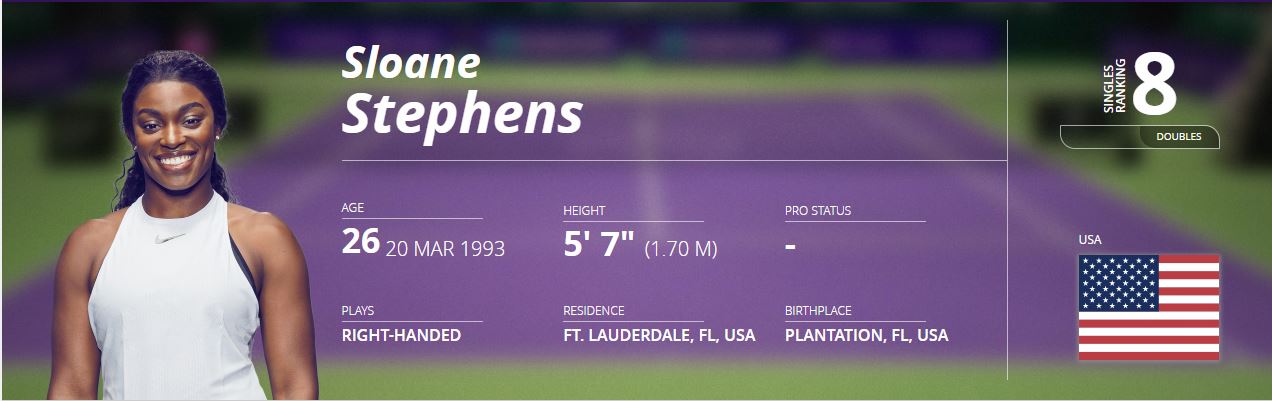 Sloane
Stephens
SINGLES
RANKING
8
DOUBLES
AGE
26 20 MAR 1993
HEIGHT
5' 7" (1.70 M)
PRO STATUS
-
USA
PLAYS
RIGHT-HANDED
RESIDENCE
FT. LAUDERDALE, FL, USA
BIRTHPLACE
PLANTATION, FL, USA